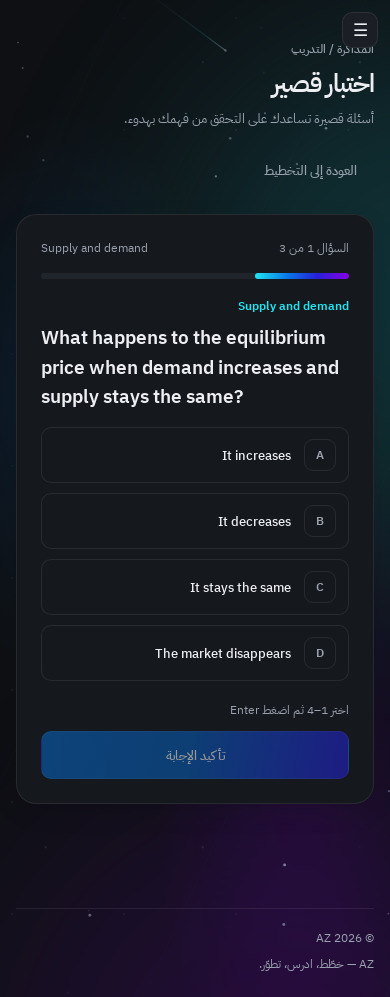 ☰
المذاكرة / التدريب
اختبار قصير
أسئلة قصيرة تساعدك على التحقق من فهمك بهدوء.
العودة إلى التخطيط
السؤال 1 من 3
Supply and demand
Supply and demand
What happens to the equilibrium
price when demand increases and
supply stays the same?
A It increases
B It decreases
C It stays the same
D The market disappears
اختر 1–4 ثم اضغط Enter
تأكيد الإجابة
© 2026 AZ
AZ — خطّط، ادرس، تطوّر.